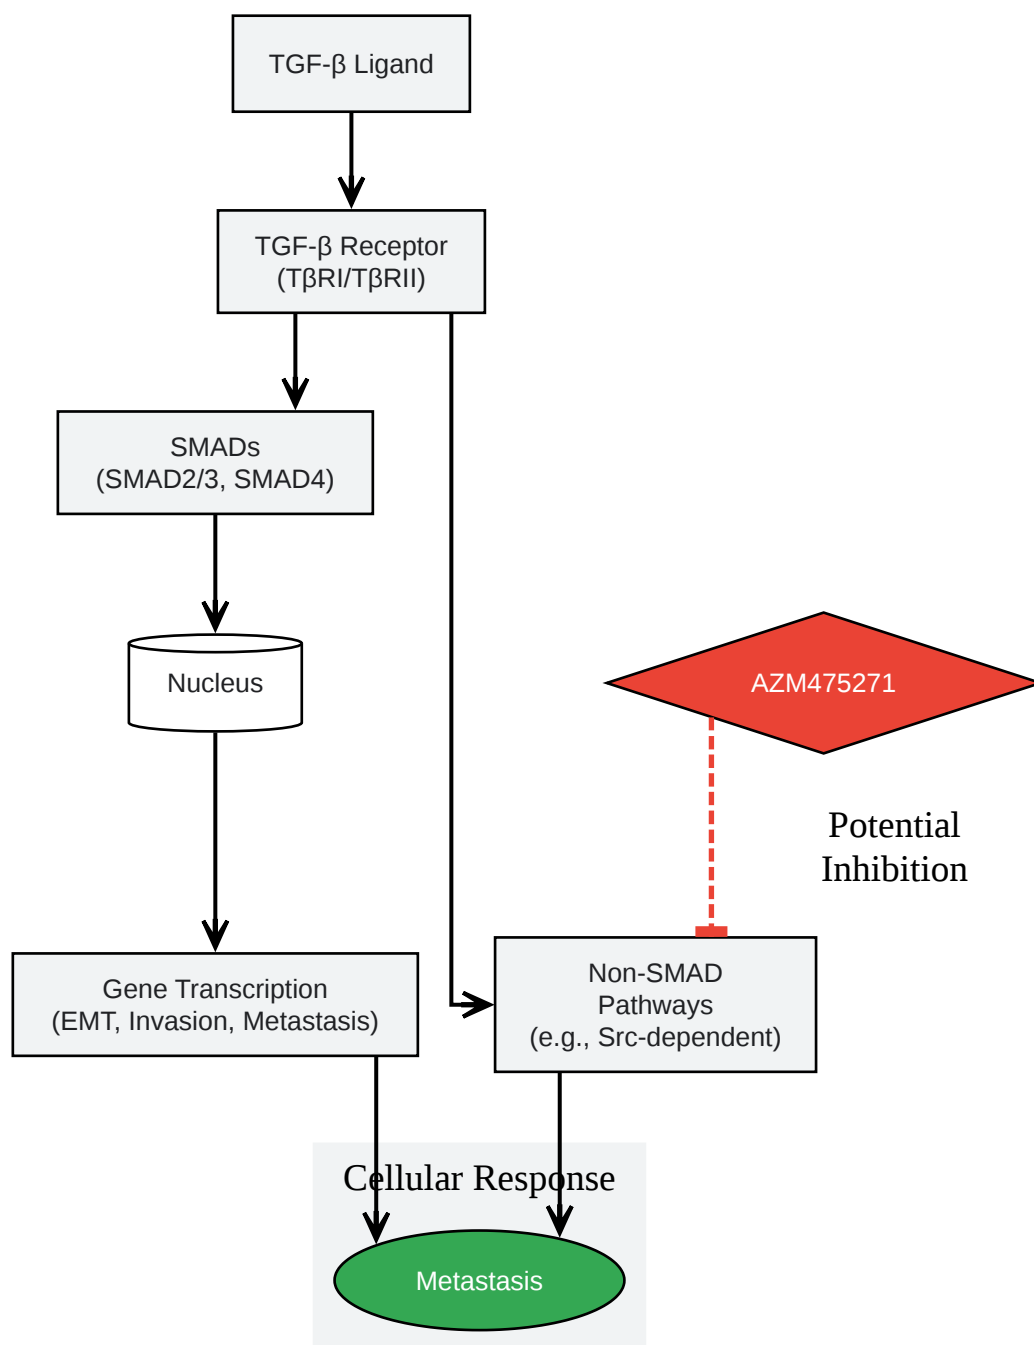 TGF-β Ligand
TGF-β Receptor
(TβRI/TβRII)
SMADs
(SMAD2/3, SMAD4)
Nucleus
AZM475271
Potential
Inhibition
Gene Transcription
(EMT, Invasion, Metastasis)
Non-SMAD
Pathways
(e.g., Src-dependent)
Cellular Response
Metastasis